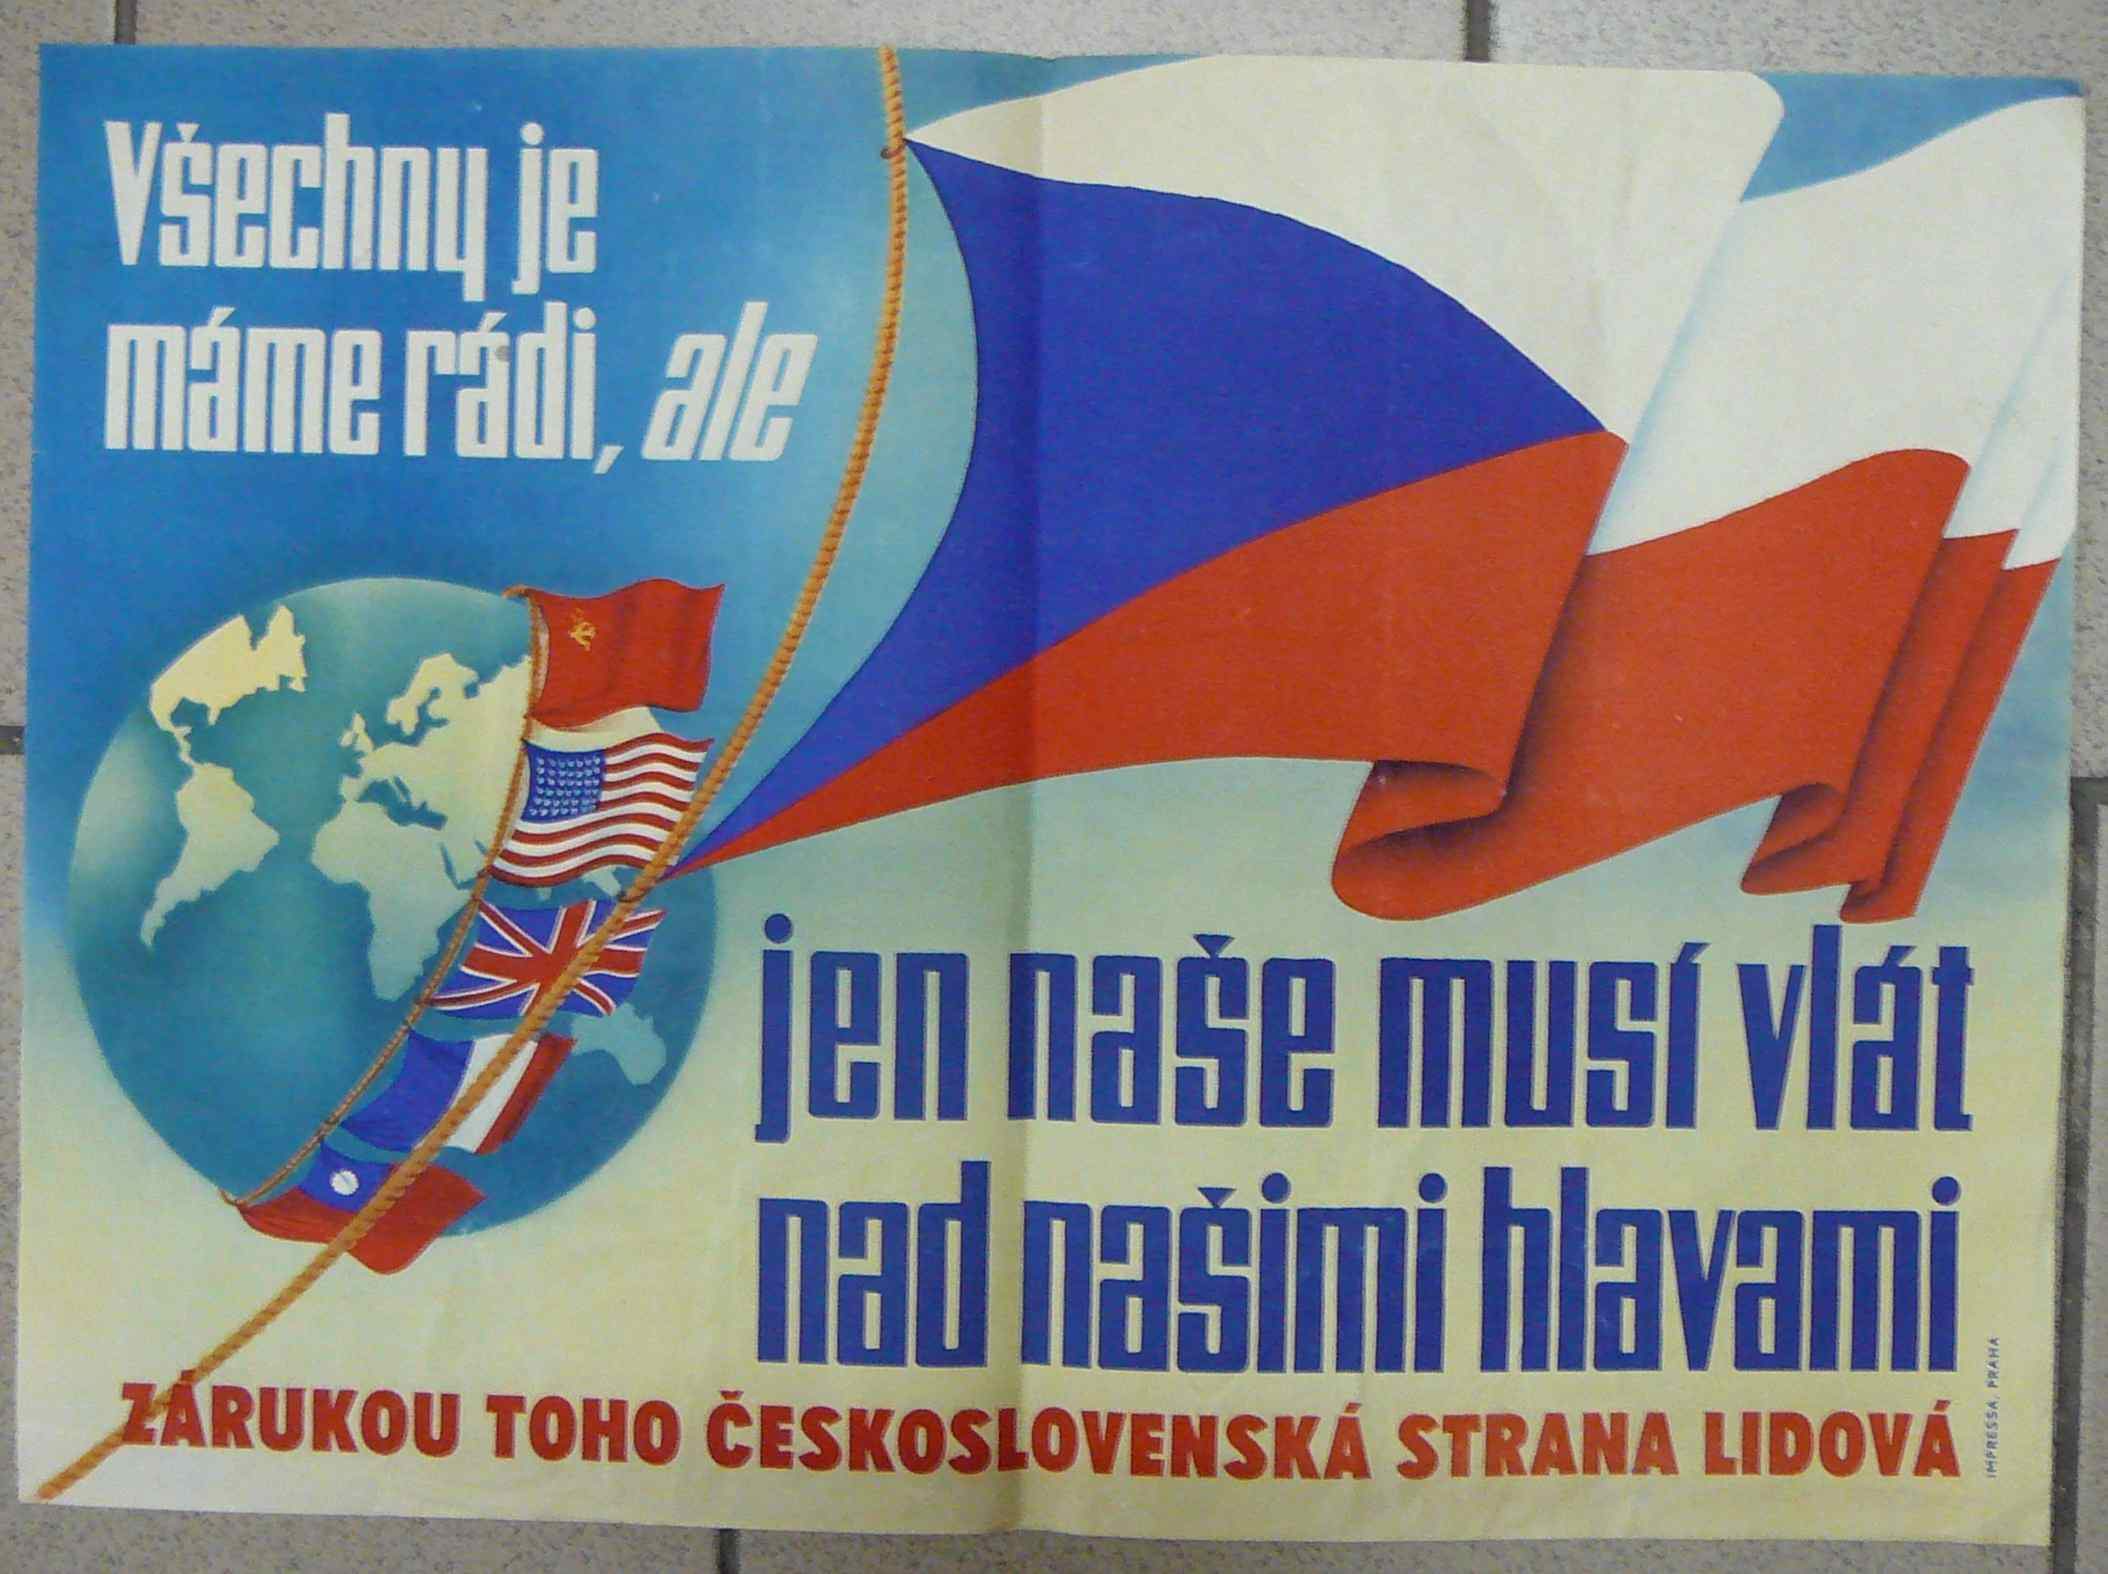 Všechny je
máme rádi, ale
jen naše musí vlát
nad našimi hlavami
ZÁRUKOU TOHO ČESKOSLOVENSKÁ STRANA LIDOVÁ
IMPRESSA, PRAHA